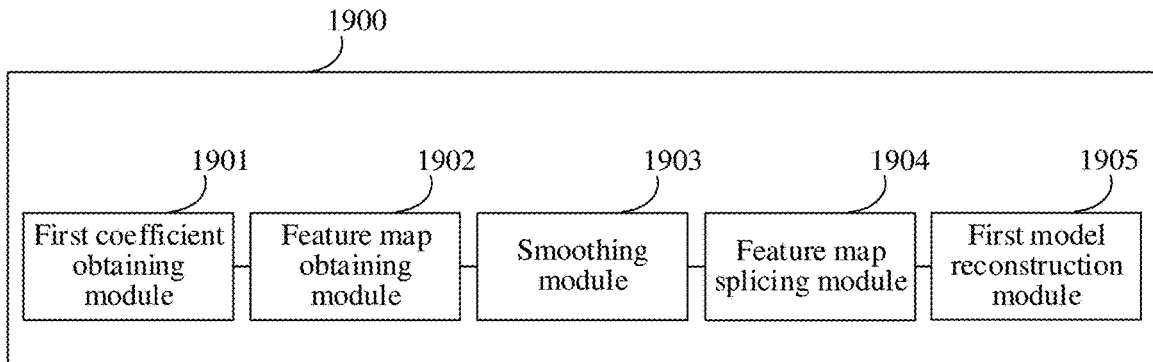 1900
1901
1902
1903
1904
1905
First coefficient
obtaining
module
Feature map
obtaining
module
Smoothing
module
Feature map
splicing module
First model
reconstruction
module